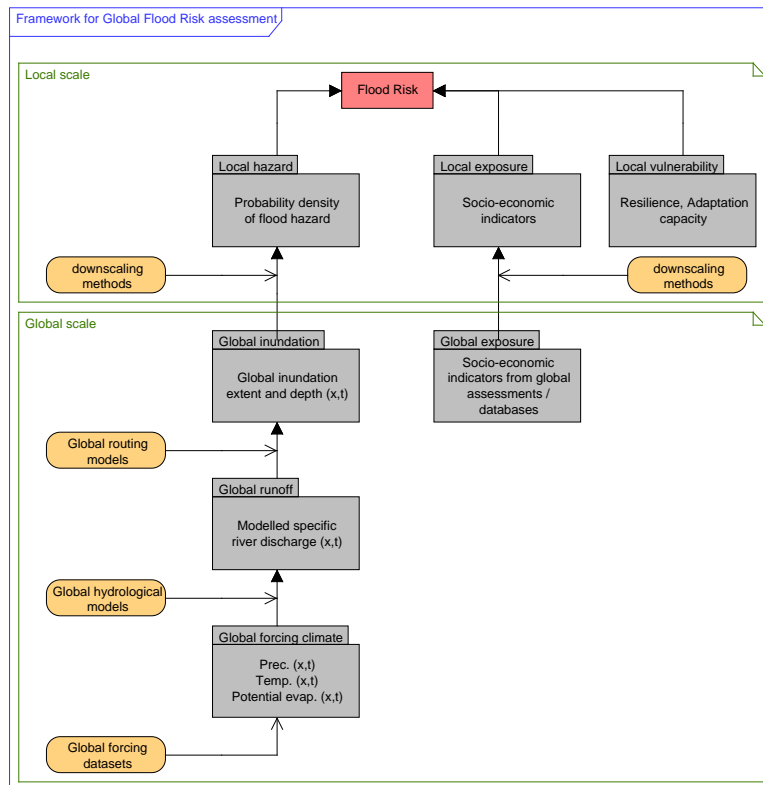 Framework for Global Flood Risk assessment
Local scale
Flood Risk
Local hazard
Probability density
of flood hazard
Local exposure
Socio-economic
indicators
Local vulnerability
Resilience, Adaptation
capacity
downscaling
methods
downscaling
methods
Global scale
Global inundation
Global inundation
extent and depth (x,t)
Global exposure
Socio-economic
indicators from global
assessments /
databases
Global routing
models
Global runoff
Modelled specific
river discharge (x,t)
Global hydrological
models
Global forcing climate
Prec. (x,t)
Temp. (x,t)
Potential evap. (x,t)
Global forcing
datasets